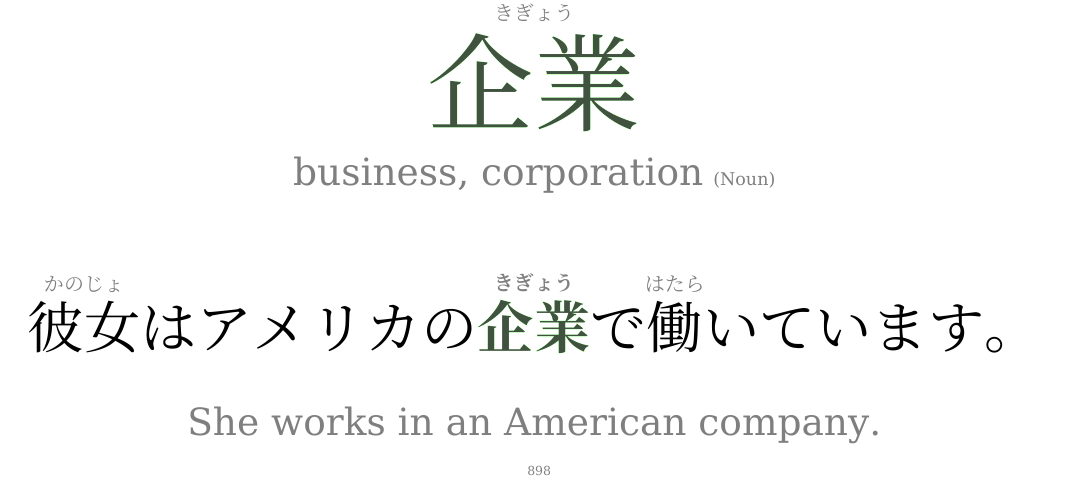 きぎょう
企業
business, corporation (Noun)
かのじょ きぎょう はたら
彼女はアメリカの企業で働いています。
She works in an American company.
898